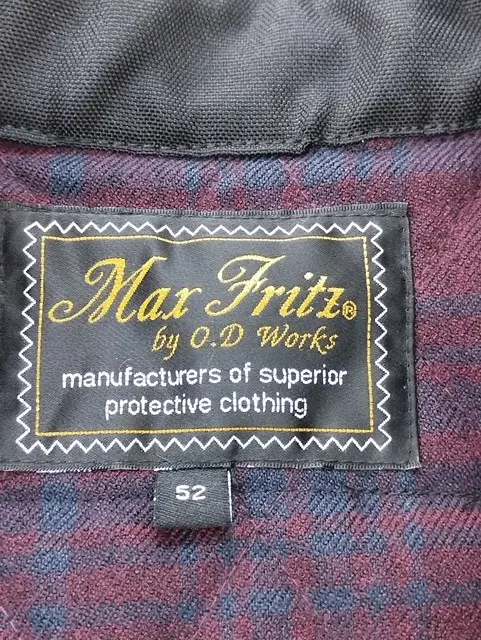 Max Fritz®
by O.D Works
manufacturers of superior
protective clothing
52